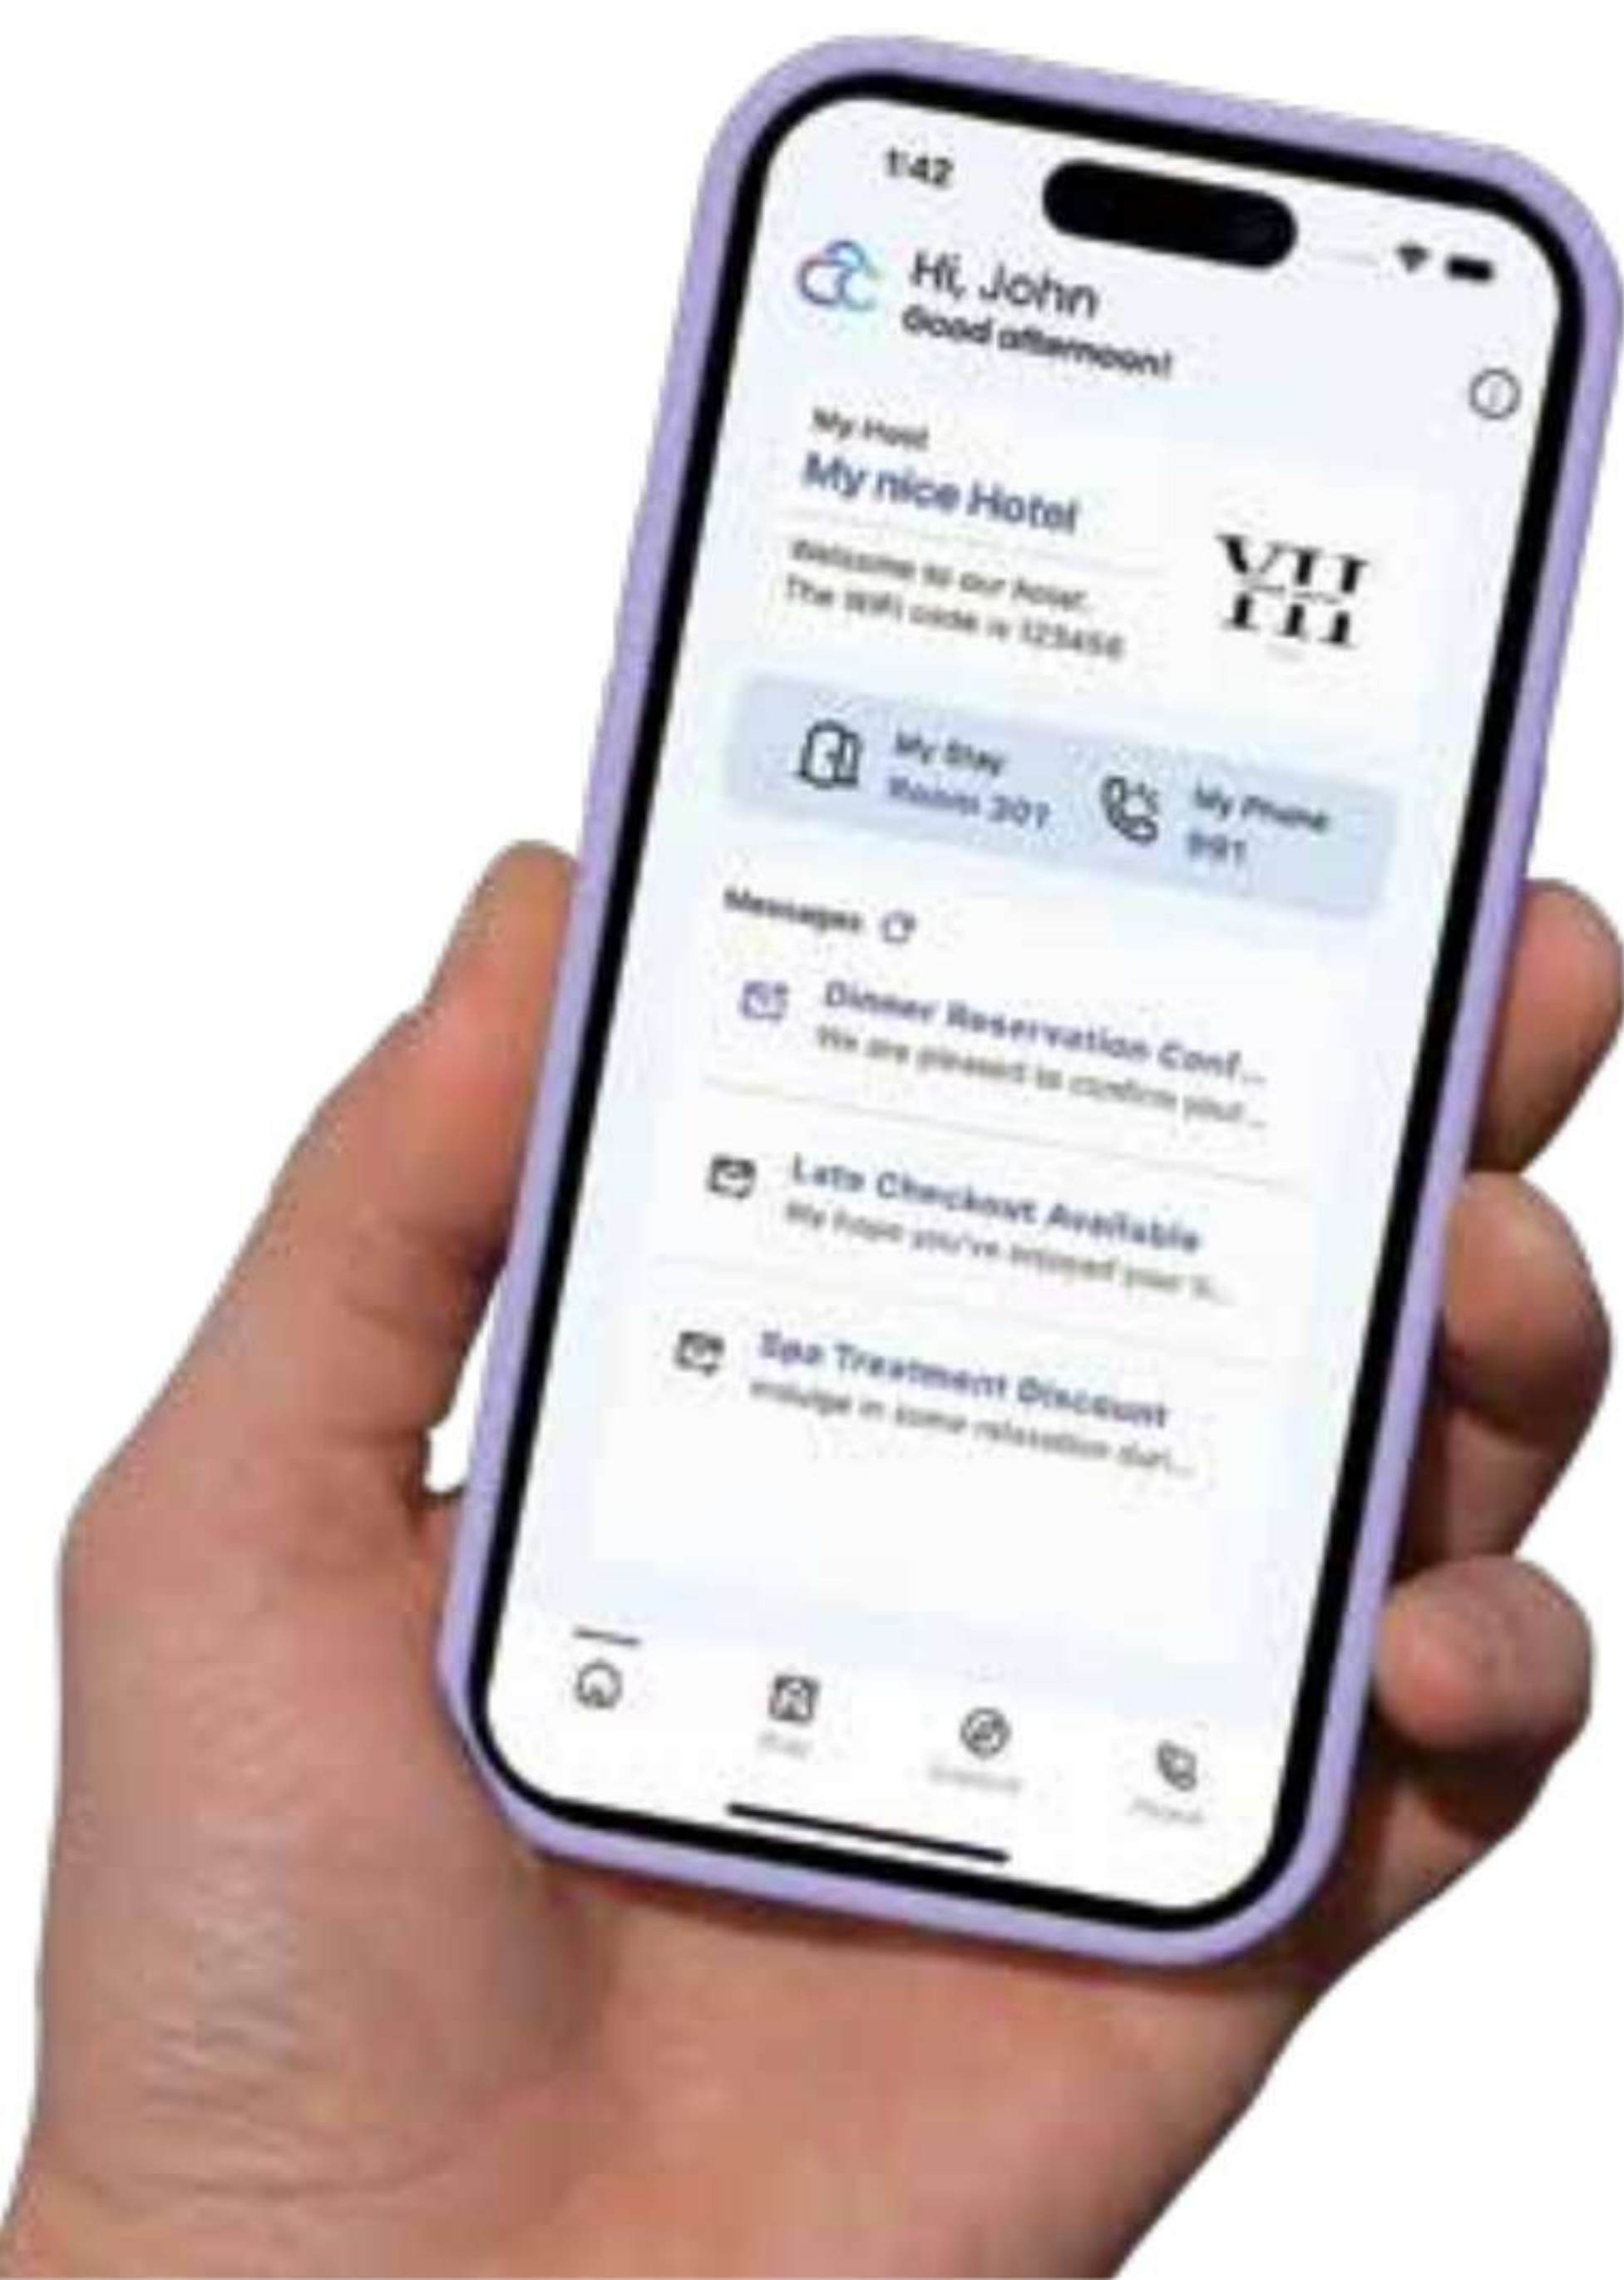 1:42
Hi, John
Good afternoon!
My Host
My nice Hotel
Welcome to our hotel.
The WiFi code is 123456
My Stay
Room 207
My Phone
991
Messages
Dinner Reservation Conf...
We are pleased to confirm your...
Late Checkout Available
We hope you've enjoyed your s...
Spa Treatment Discount
Indulge in some relaxation duri...